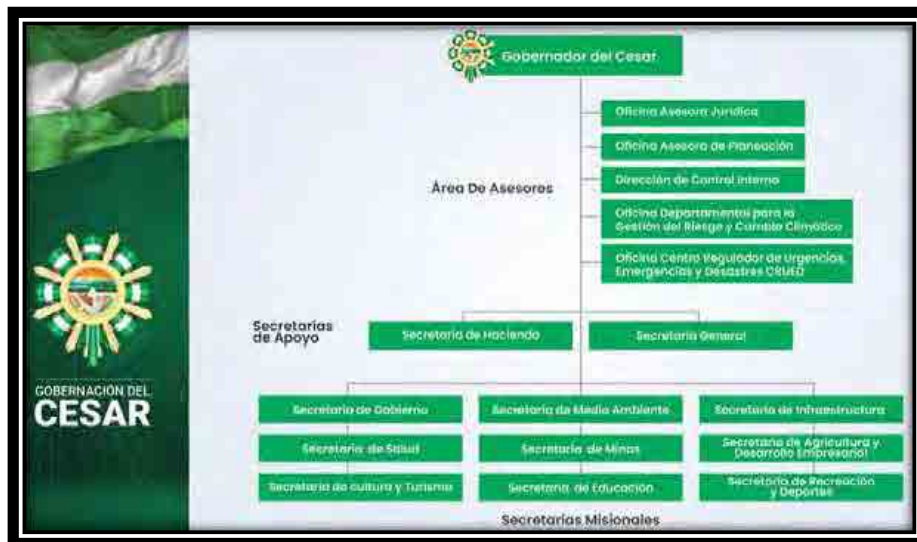 Gobernador del Cesar
Oficina Asesora Jurídica
Oficina Asesora de Planeación
Área De Asesores
Dirección de Control Interno
Oficina Departamental para la
Gestión del Riesgo y Cambio Climático
Oficina Centro Regulador de Urgencias,
Emergencias y Desastres CRUED
Secretarías
de Apoyo
Secretaría de Hacienda
Secretaría General
GOBERNACIÓN DEL
CESAR
Secretaría de Gobierno
Secretaría de Medio Ambiente
Secretaría de Infraestructura
Secretaría de Salud
Secretaría de Minas
Secretaría de Agricultura y
Desarrollo Empresarial
Secretaría de cultura y Turismo
Secretaría de Educación
Secretaría de Recreación
y Deportes
Secretarías Misionales